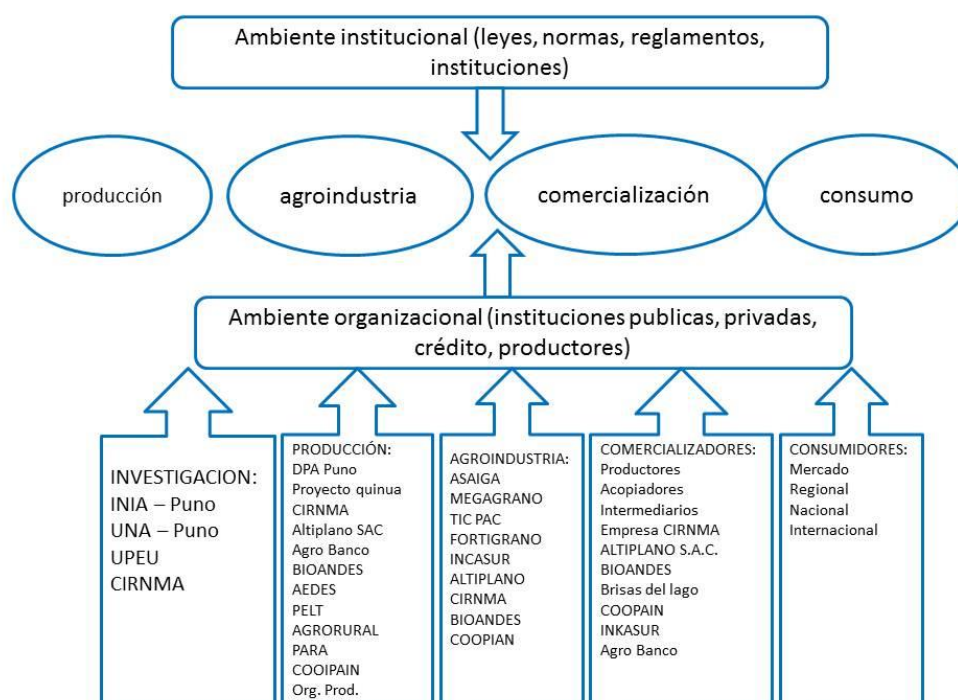 Ambiente institucional (leyes, normas, reglamentos,
instituciones)
producción
agroindustria
comercialización
consumo
Ambiente organizacional (instituciones publicas, privadas,
crédito, productores)
INVESTIGACION:
INIA – Puno
UNA – Puno
UPEU
CIRNMA
PRODUCCIÓN:
DPA Puno
Proyecto quinua
CIRNMA
Altiplano SAC
Agro Banco
BIOANDES
AEDES
PELT
AGRORURAL
PARA
COOIPAIN
Org. Prod.
AGROINDUSTRIA:
ASAIGA
MEGAGRANO
TIC PAC
FORTIGRANO
INCASUR
ALTIPLANO
CIRNMA
BIOANDES
COOPIAN
COMERCIALIZADORES:
Productores
Acopiadores
Intermediarios
Empresa CIRNMA
ALTIPLANO S.A.C.
BIOANDES
Brisas del lago
COOPAIN
INKASUR
Agro Banco
CONSUMIDORES:
Mercado
Regional
Nacional
Internacional